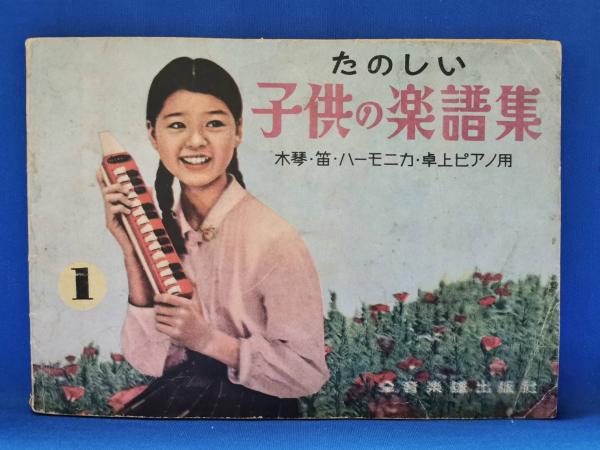 たのしい
子供の楽譜集
木琴・笛・ハーモニカ・卓上ピアノ用
1
全音楽譜出版社